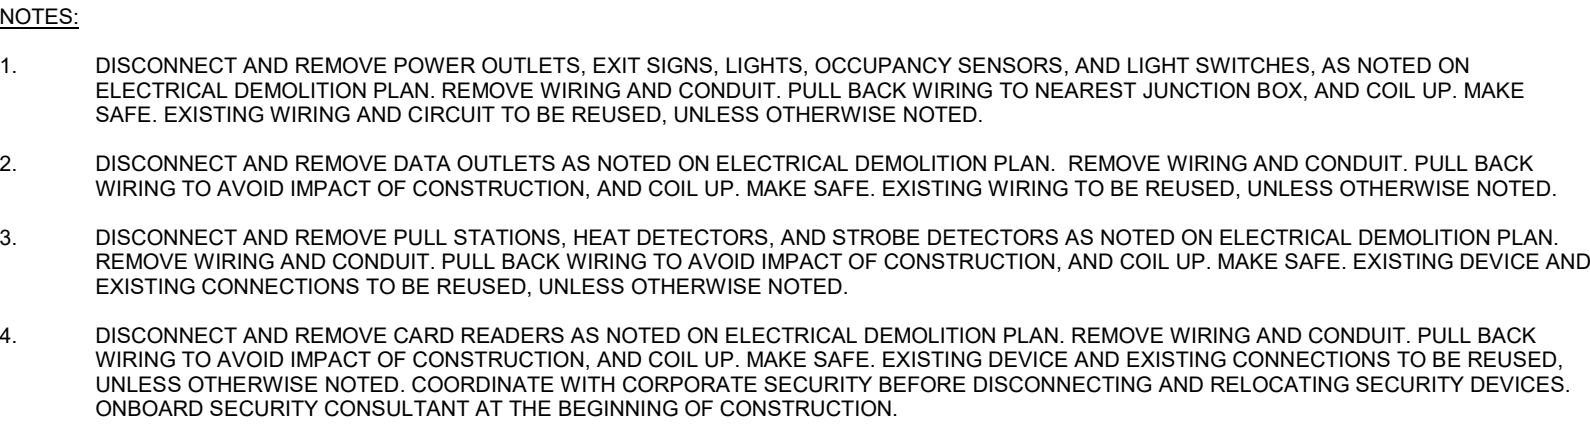 NOTES:
1. DISCONNECT AND REMOVE POWER OUTLETS, EXIT SIGNS, LIGHTS, OCCUPANCY SENSORS, AND LIGHT SWITCHES, AS NOTED ON
ELECTRICAL DEMOLITION PLAN. REMOVE WIRING AND CONDUIT. PULL BACK WIRING TO NEAREST JUNCTION BOX, AND COIL UP. MAKE
SAFE. EXISTING WIRING AND CIRCUIT TO BE REUSED, UNLESS OTHERWISE NOTED.
2. DISCONNECT AND REMOVE DATA OUTLETS AS NOTED ON ELECTRICAL DEMOLITION PLAN. REMOVE WIRING AND CONDUIT. PULL BACK
WIRING TO AVOID IMPACT OF CONSTRUCTION, AND COIL UP. MAKE SAFE. EXISTING WIRING TO BE REUSED, UNLESS OTHERWISE NOTED.
3. DISCONNECT AND REMOVE PULL STATIONS, HEAT DETECTORS, AND STROBE DETECTORS AS NOTED ON ELECTRICAL DEMOLITION PLAN.
REMOVE WIRING AND CONDUIT. PULL BACK WIRING TO AVOID IMPACT OF CONSTRUCTION, AND COIL UP. MAKE SAFE. EXISTING DEVICE AND
EXISTING CONNECTIONS TO BE REUSED, UNLESS OTHERWISE NOTED.
4. DISCONNECT AND REMOVE CARD READERS AS NOTED ON ELECTRICAL DEMOLITION PLAN. REMOVE WIRING AND CONDUIT. PULL BACK
WIRING TO AVOID IMPACT OF CONSTRUCTION, AND COIL UP. MAKE SAFE. EXISTING DEVICE AND EXISTING CONNECTIONS TO BE REUSED,
UNLESS OTHERWISE NOTED. COORDINATE WITH CORPORATE SECURITY BEFORE DISCONNECTING AND RELOCATING SECURITY DEVICES.
ONBOARD SECURITY CONSULTANT AT THE BEGINNING OF CONSTRUCTION.